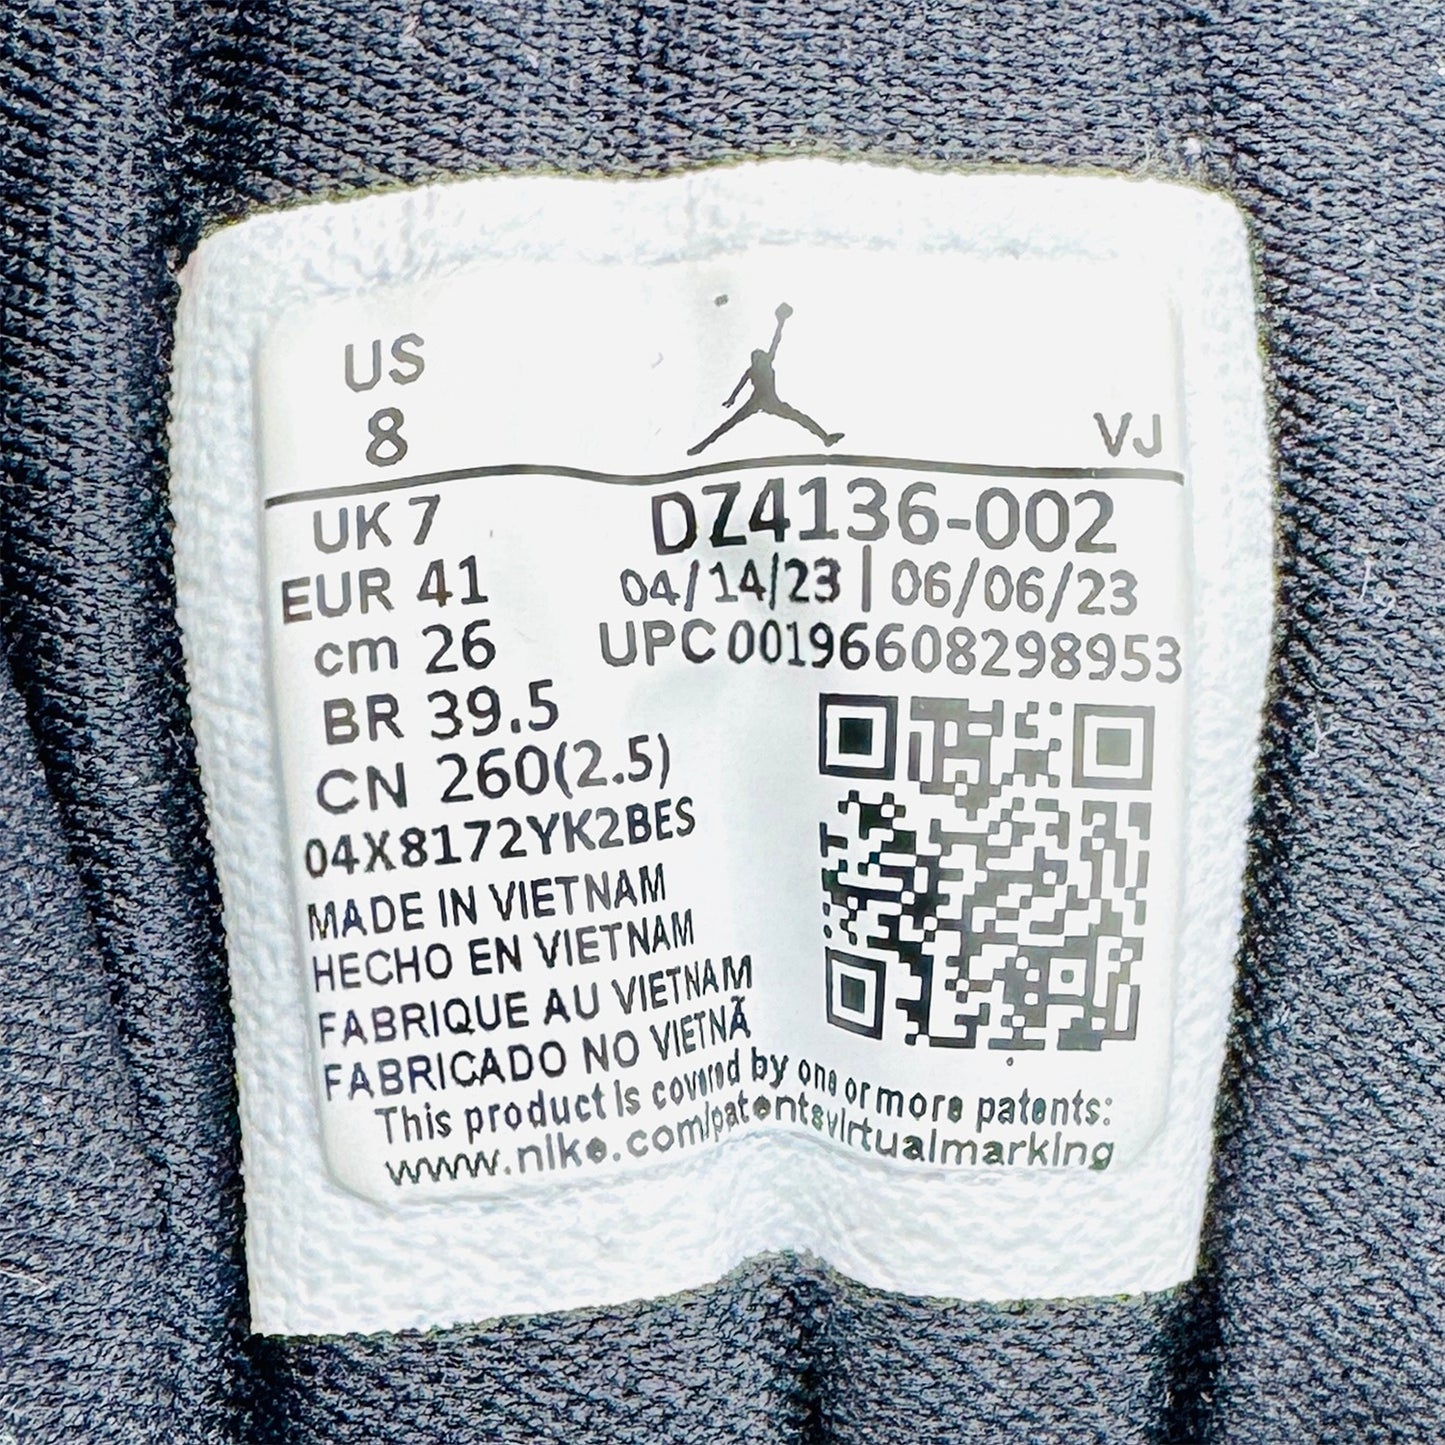 US
8
VJ
UK 7
EUR 41
cm 26
BR 39.5
CN 260(2.5)
DZ4136-002
04/14/23 | 06/06/23
UPC 00196608298953
04X8172YK2BES
MADE IN VIETNAM
HECHO EN VIETNAM
FABRIQUE AU VIETNAM
FABRICADO NO VIETNÃ
This product is covered by one or more patents:
www.nike.com/patentsvirtualmarking